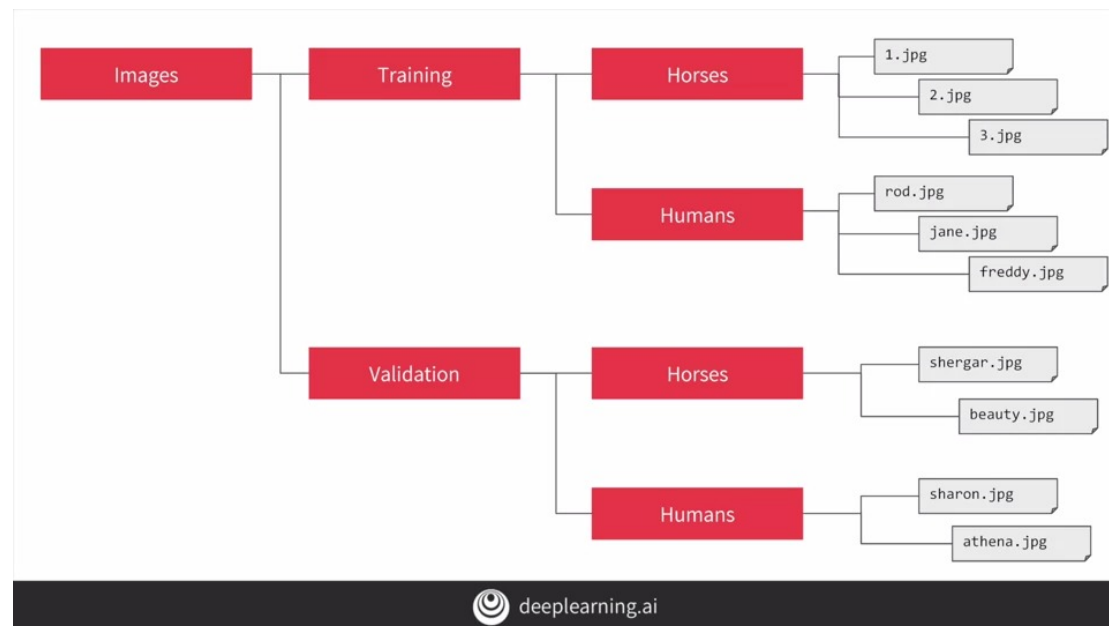 Images
Training
Horses
1.jpg
2.jpg
3.jpg
Humans
rod.jpg
jane.jpg
freddy.jpg
Validation
Horses
shergar.jpg
beauty.jpg
Humans
sharon.jpg
athena.jpg
deeplearning.ai